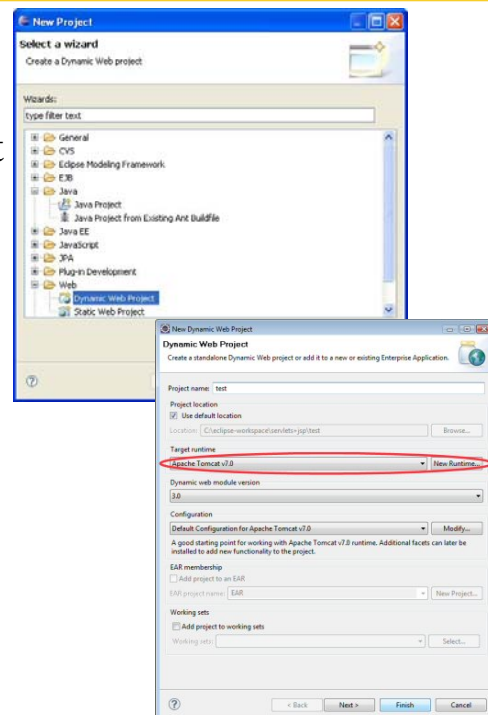 New Project
Select a wizard
Create a Dynamic Web project
Wizards:
type filter text
General
CVS
Eclipse Modeling Framework
EJB
Java
Java Project
Java Project from Existing Ant Buildfile
Java EE
JavaScript
JPA
Plug-in Development
Web
Dynamic Web Project
Static Web Project
New Dynamic Web Project
Dynamic Web Project
Create a standalone Dynamic Web project or add it to a new or existing Enterprise Application.
Project name: test
Project location
Use default location
Location: C:\eclipse-workspace\servlets+jsp\test Browse...
Target runtime
Apache Tomcat v7.0 New Runtime...
Dynamic web module version
3.0
Configuration
Default Configuration for Apache Tomcat v7.0 Modify...
A good starting point for working with Apache Tomcat v7.0 runtime. Additional facets can later be
installed to add new functionality to the project.
EAR membership
Add project to an EAR
EAR project name: EAR New Project...
Working sets
Add project to working sets
Working sets: Select...
? < Back Next > Finish Cancel